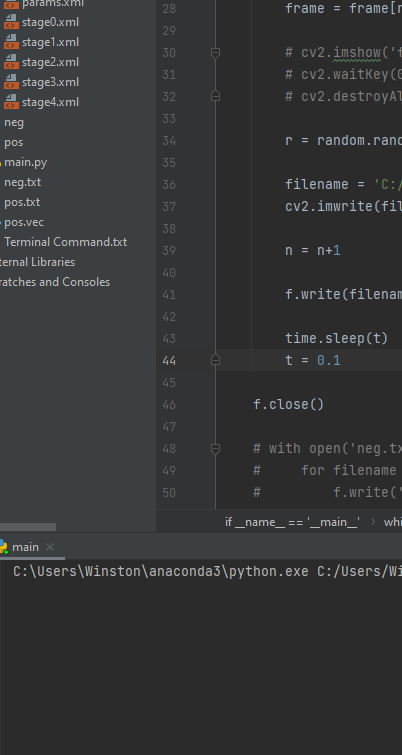 params.xml
stage0.xml
stage1.xml
stage2.xml
stage3.xml
stage4.xml
neg
pos
main.py
neg.txt
pos.txt
pos.vec
Terminal Command.txt
ternal Libraries
ratches and Consoles
28 frame = frame[
29
30 # cv2.imshow('f
31 # cv2.waitKey(0
32 # cv2.destroyAl
33
34 r = random.rand
35
36 filename = 'C:/
37 cv2.imwrite(fil
38
39 n = n+1
40
41 f.write(filenam
42
43 time.sleep(t)
44 t = 0.1
45
46 f.close()
47
48 # with open('neg.tx
49 # for filename
50 # f.write('
if __name__ == '__main__' › whi
main ×
C:\Users\Winston\anaconda3\python.exe C:/Users/Wi